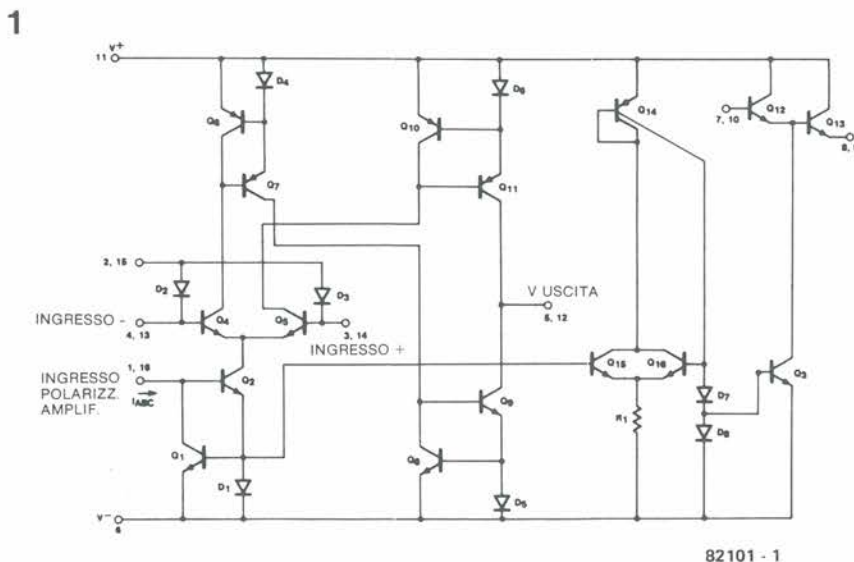 1
V+
11
D4
D6
Q6
Q10
Q14
Q12
Q13
7, 10
Q7
Q11
2, 15
D2
D3
V USCITA
5, 12
INGRESSO -
4, 13
Q4
Q5
3, 14
INGRESSO +
1, 16
INGRESSO
POLARIZZ.
AMPLIF.
IABC
Q2
Q15
Q16
D7
Q3
Q9
R1
D8
Q1
D1
Q8
D5
V-
6
82101 - 1